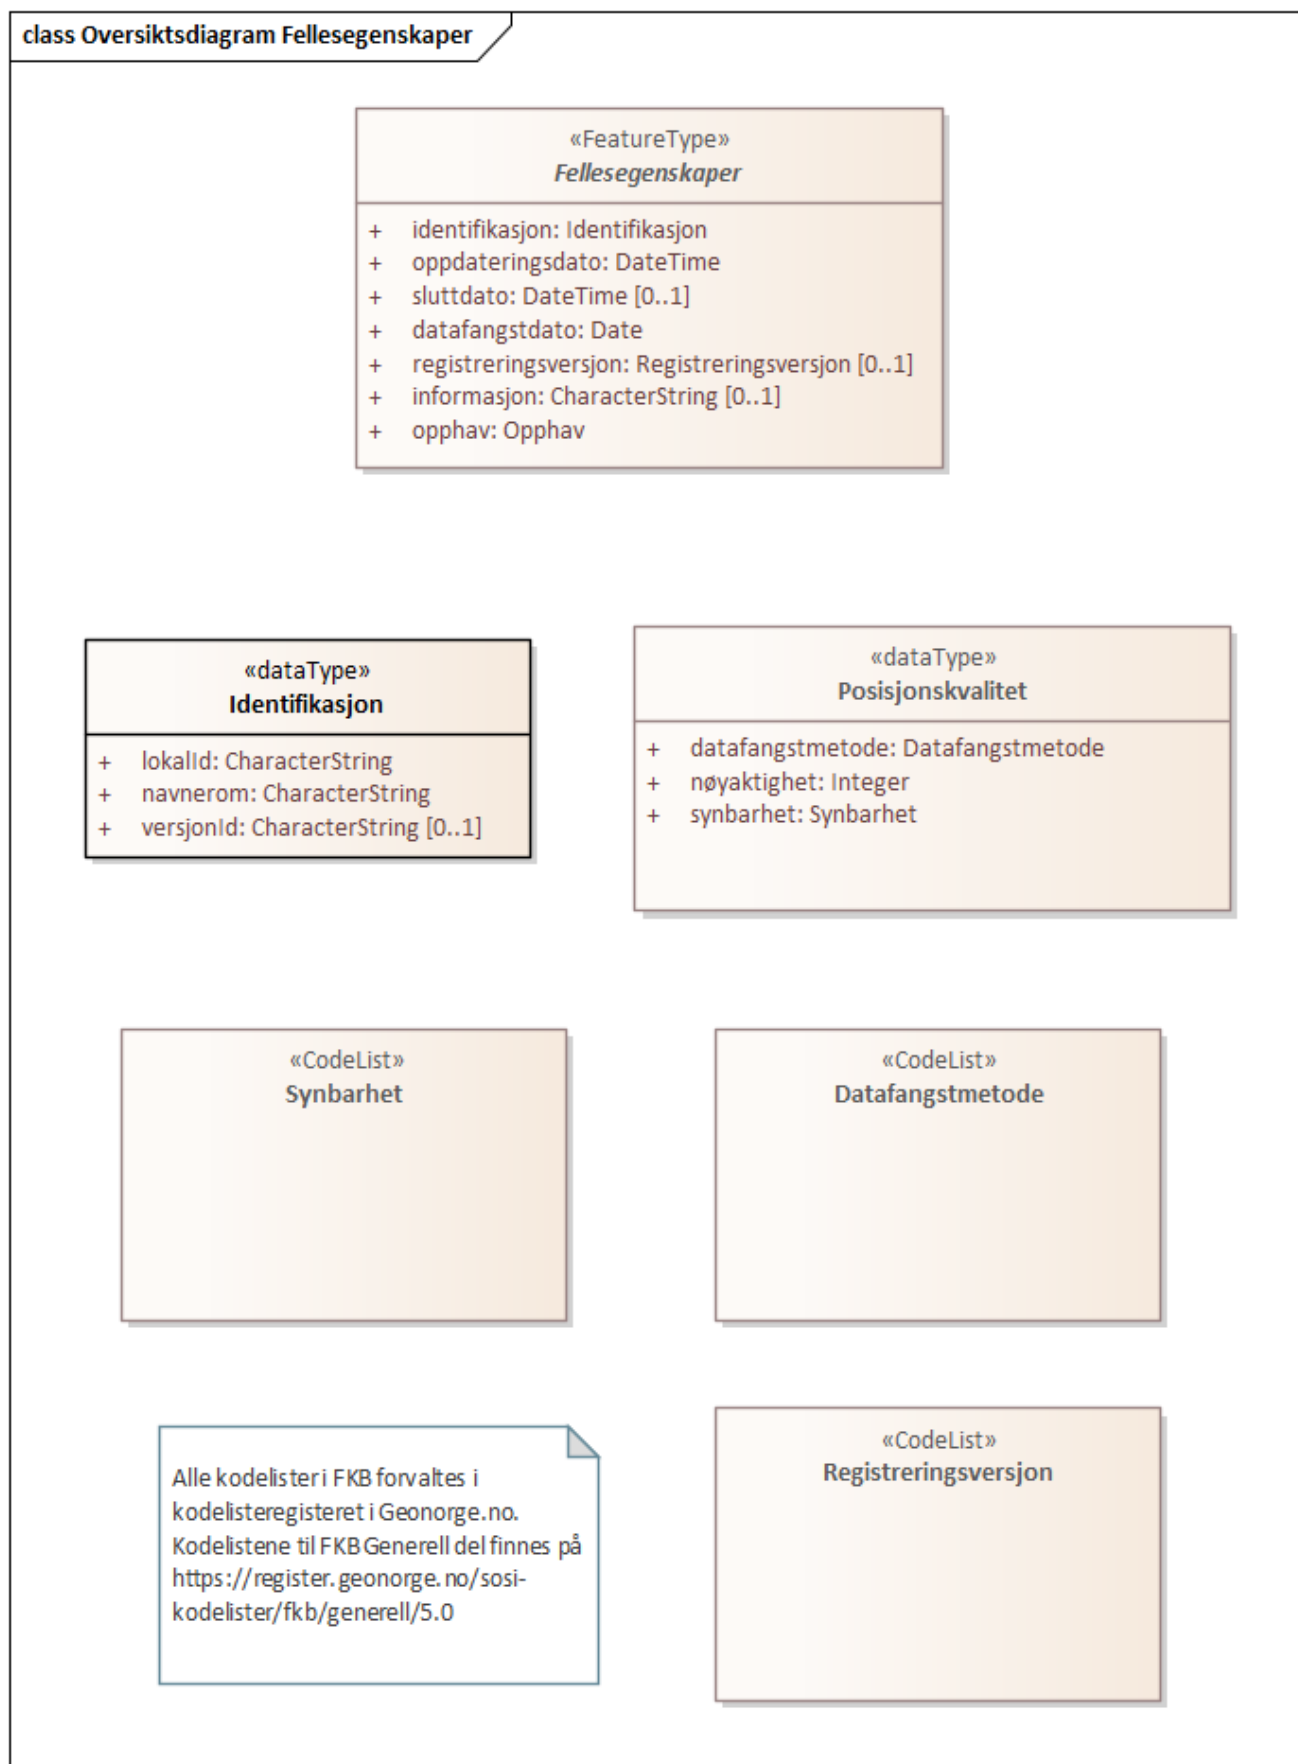 class Oversiktsdiagram Fellesegenskaper
«FeatureType»
Fellesegenskaper
+ identifikasjon: Identifikasjon
+ oppdateringsdato: DateTime
+ sluttdato: DateTime [0..1]
+ datafangstdato: Date
+ registreringsversjon: Registreringsversjon [0..1]
+ informasjon: CharacterString [0..1]
+ opphav: Opphav
«dataType»
Identifikasjon
+ lokalId: CharacterString
+ navnerom: CharacterString
+ versjonId: CharacterString [0..1]
«dataType»
Posisjonskvalitet
+ datafangstmetode: Datafangstmetode
+ nøyaktighet: Integer
+ synbarhet: Synbarhet
«CodeList»
Synbarhet
«CodeList»
Datafangstmetode
Alle kodelister i FKB forvaltes i
kodelisteregisteret i Geonorge.no.
Kodelistene til FKB Generell del finnes på
https://register.geonorge.no/sosi-
kodelister/fkb/generell/5.0
«CodeList»
Registreringsversjon